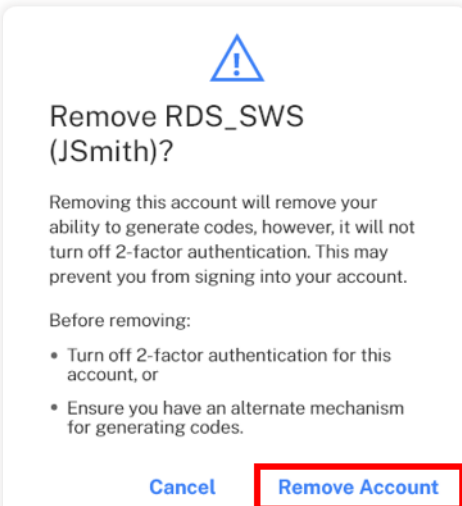 Remove RDS_SWS
(JSmith)?
Removing this account will remove your
ability to generate codes, however, it will not
turn off 2-factor authentication. This may
prevent you from signing into your account.
Before removing:
• Turn off 2-factor authentication for this
account, or
• Ensure you have an alternate mechanism
for generating codes.
Cancel Remove Account